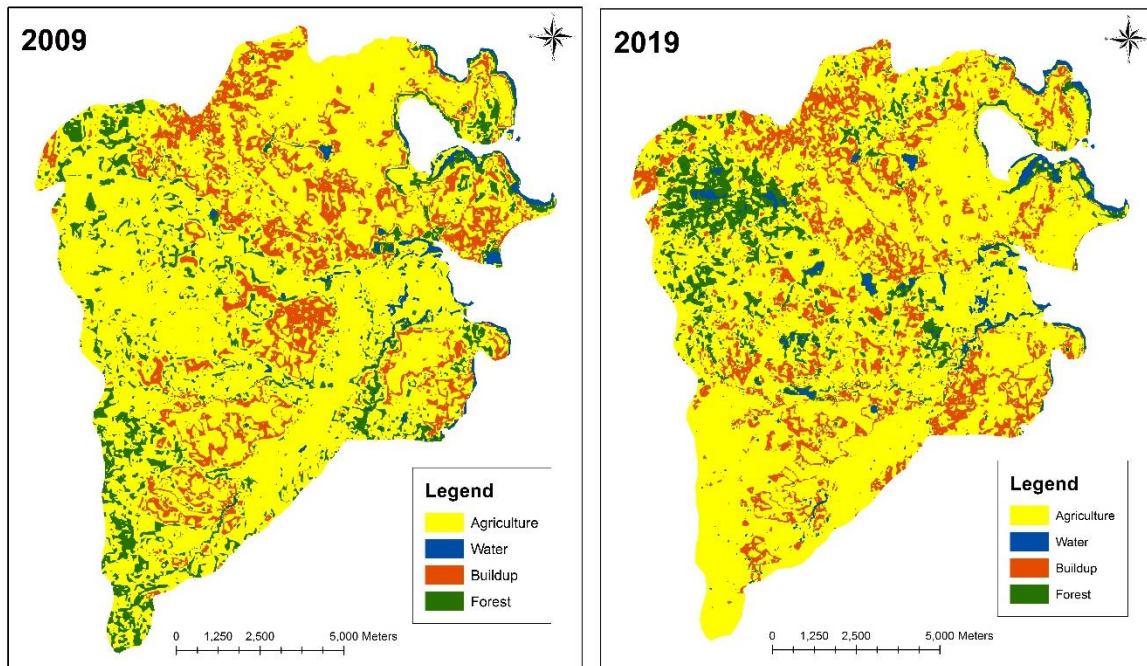 2009
Legend
Agriculture
Water
Buildup
Forest
0 1,250 2,500 5,000 Meters
2019
Legend
Agriculture
Water
Buildup
Forest
0 1,250 2,500 5,000 Meters